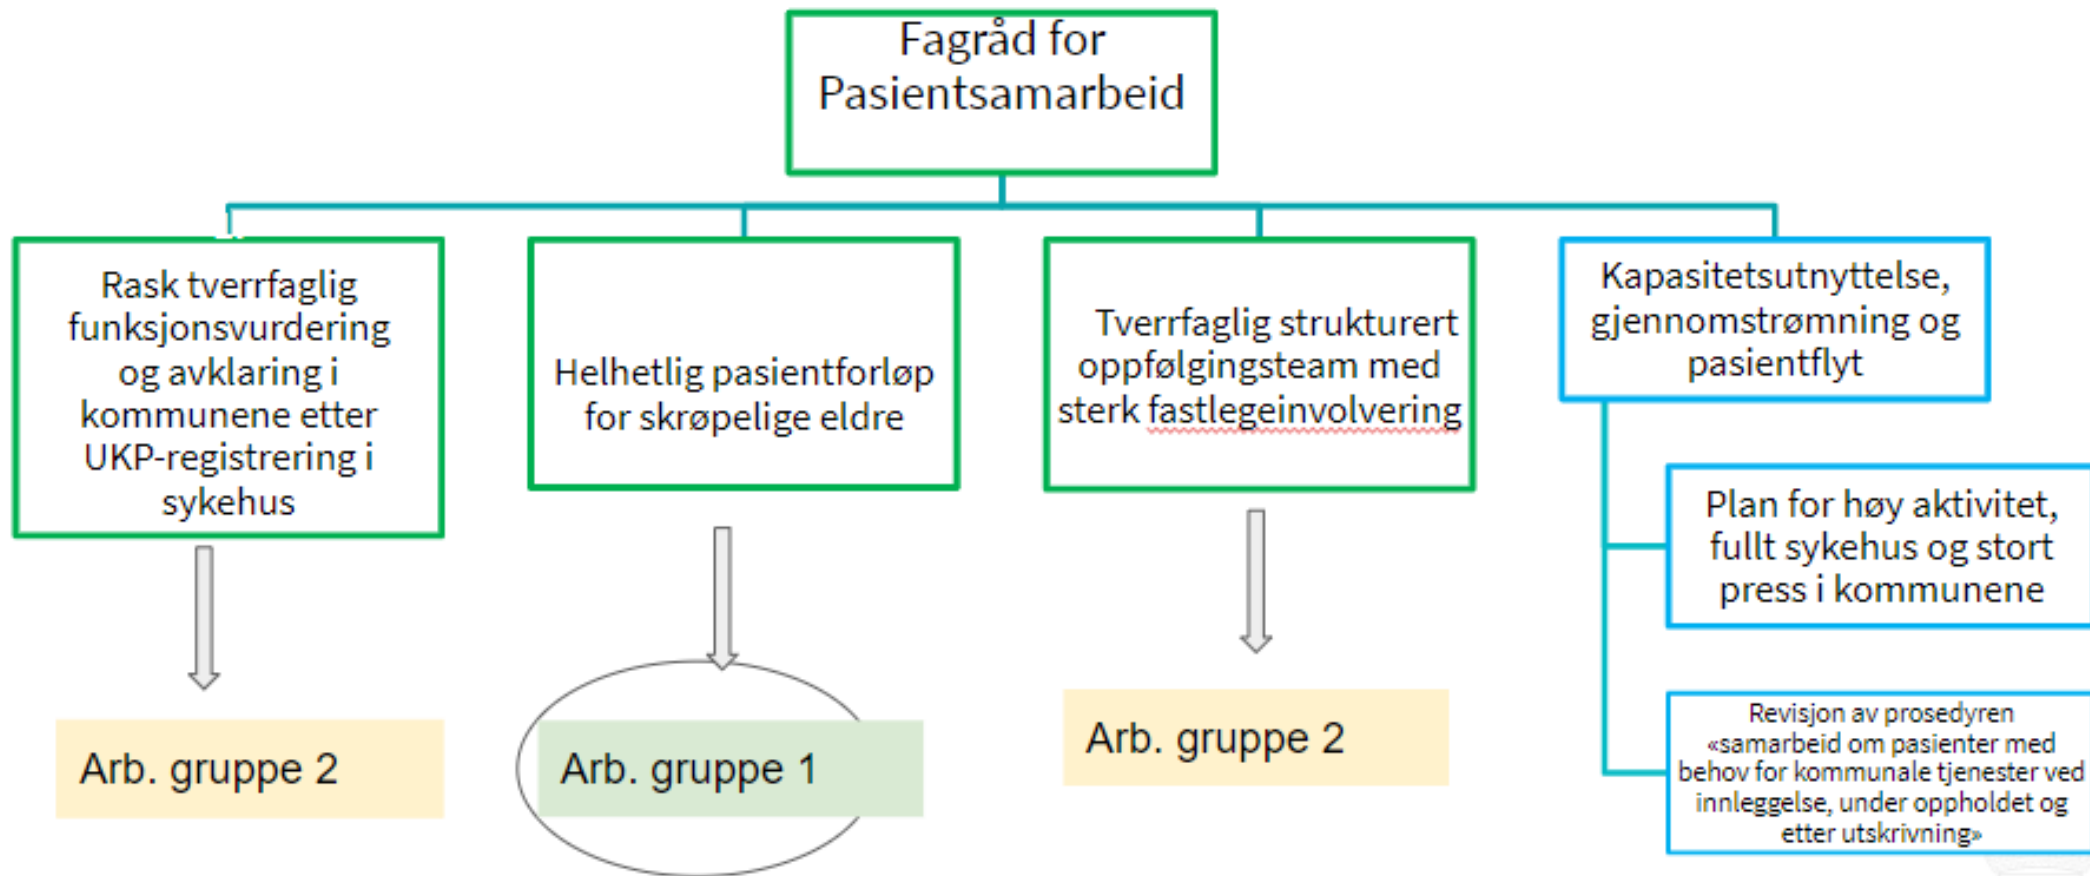 Fagråd for
Pasientsamarbeid
Rask tverrfaglig
funksjonsvurdering
og avklaring i
kommunene etter
UKP-registrering i
sykehus
Helhetlig pasientforløp
for skrøpelige eldre
Tverrfaglig strukturert
oppfølgingsteam med
sterk fastlegeinvolvering
Kapasitetsutnyttelse,
gjennomstrømning og
pasientflyt
Plan for høy aktivitet,
fullt sykehus og stort
press i kommunene
Revisjon av prosedyren
«samarbeid om pasienter med
behov for kommunale tjenester ved
innleggelse, under oppholdet og
etter utskrivning»
Arb. gruppe 2
Arb. gruppe 1
Arb. gruppe 2